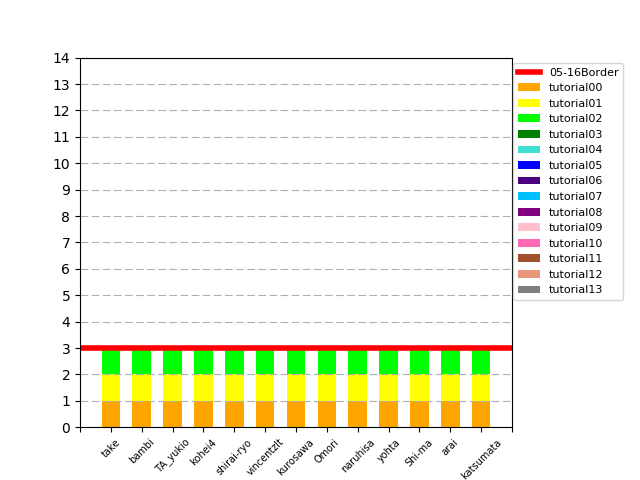 14
13
12
11
10
9
8
7
6
5
4
3
2
1
0
take
bambi
TA_yukio
kohei4
shirai-ryo
vincentzlt
kurosawa
Omori
naruhisa
yohta
Shi-ma
arai
katsumata
05-16Border
tutorial00
tutorial01
tutorial02
tutorial03
tutorial04
tutorial05
tutorial06
tutorial07
tutorial08
tutorial09
tutorial10
tutorial11
tutorial12
tutorial13